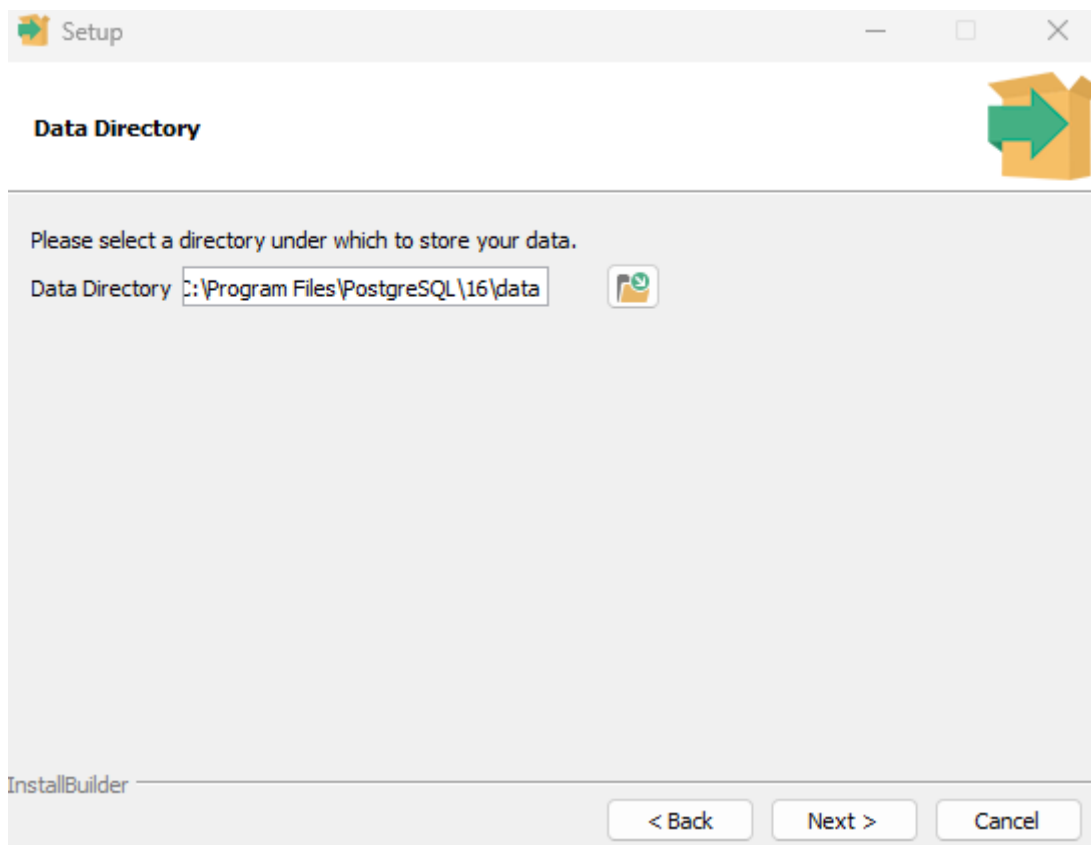 Setup
Data Directory
Please select a directory under which to store your data.
Data Directory C:\Program Files\PostgreSQL\16\data
InstallBuilder
< Back Next > Cancel